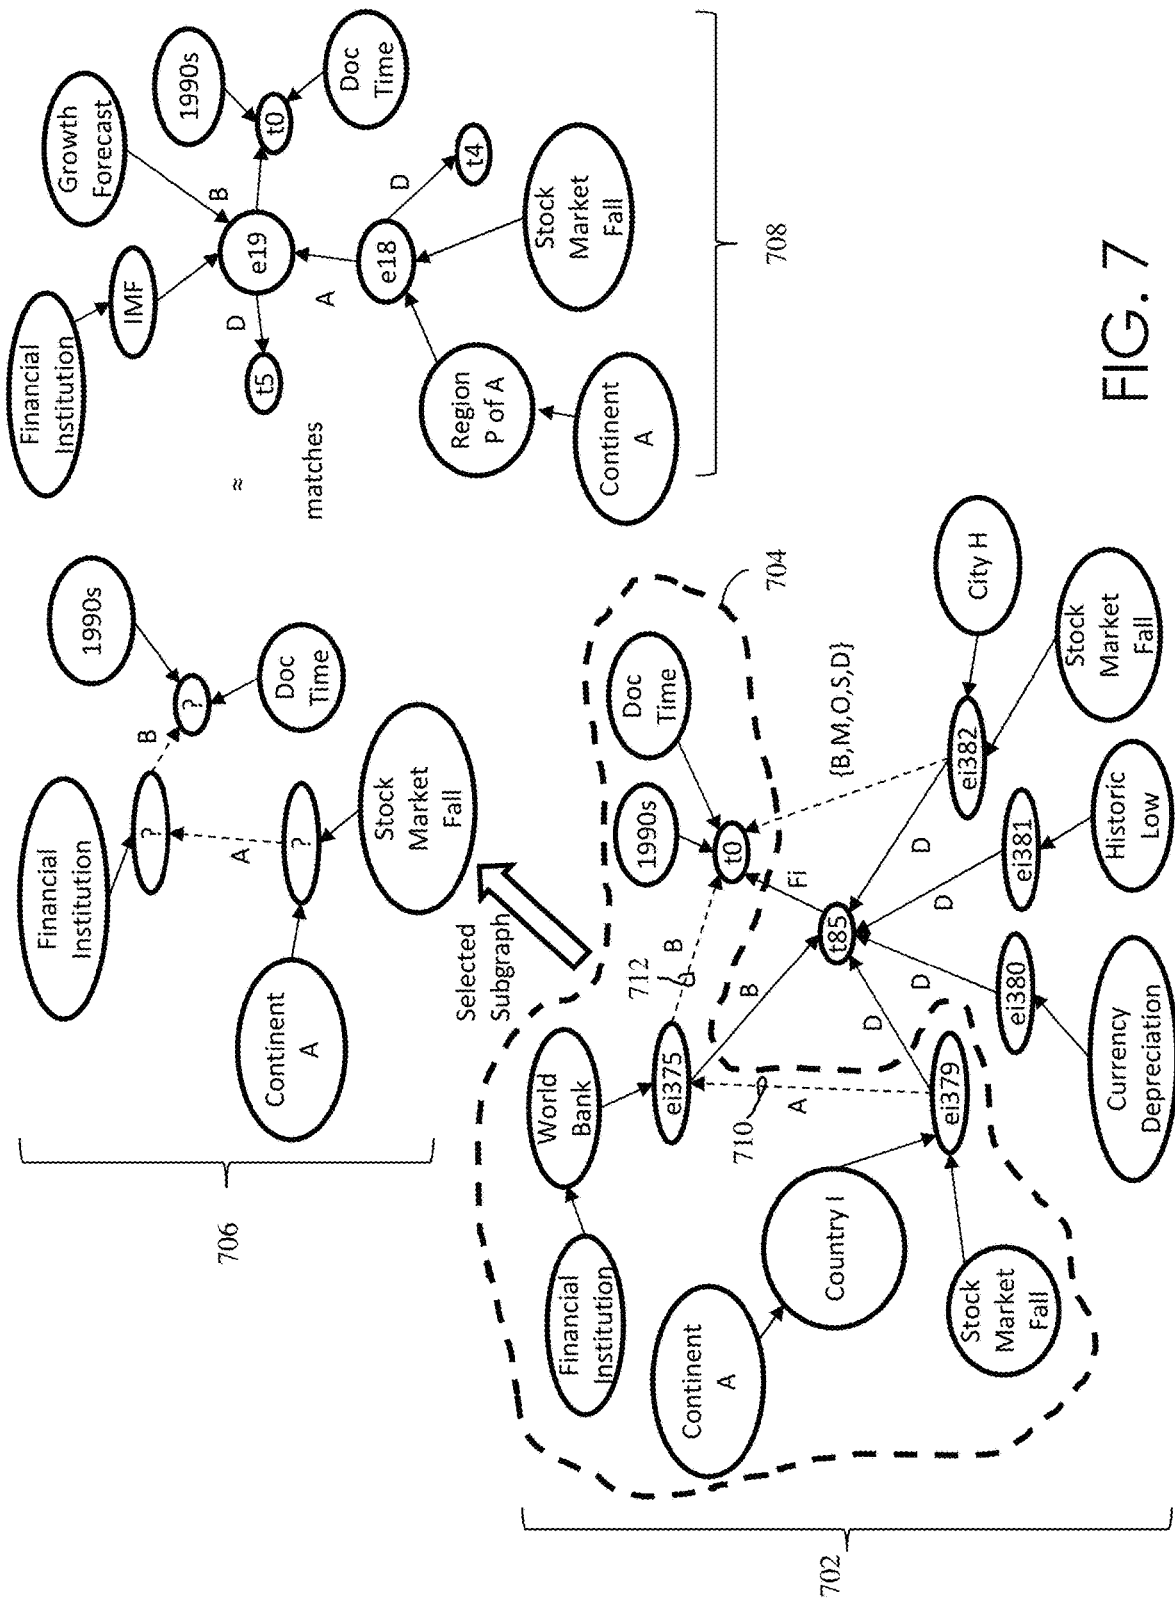 706
Financial
Institution
1990s
?
B
?
Doc
Time
A
Continent
A
?
Stock
Market
Fall
≈
matches
Financial
Institution
Growth
Forecast
IMF
1990s
B
e19
t0
D
t5
Doc
Time
A
e18
D
t4
Region
P of A
Stock
Market
Fall
Continent
A
708
Selected
Subgraph
702
Financial
Institution
World
Bank
ei375
712
B
1990s
t0
Doc
Time
704
Continent
A
710
A
B
Fi
{B,M,O,S,D}
Country I
t85
D
D
D
D
ei379
ei380
ei381
ei382
City H
Stock
Market
Fall
Currency
Depreciation
Historic
Low
Stock
Market
Fall
FIG. 7